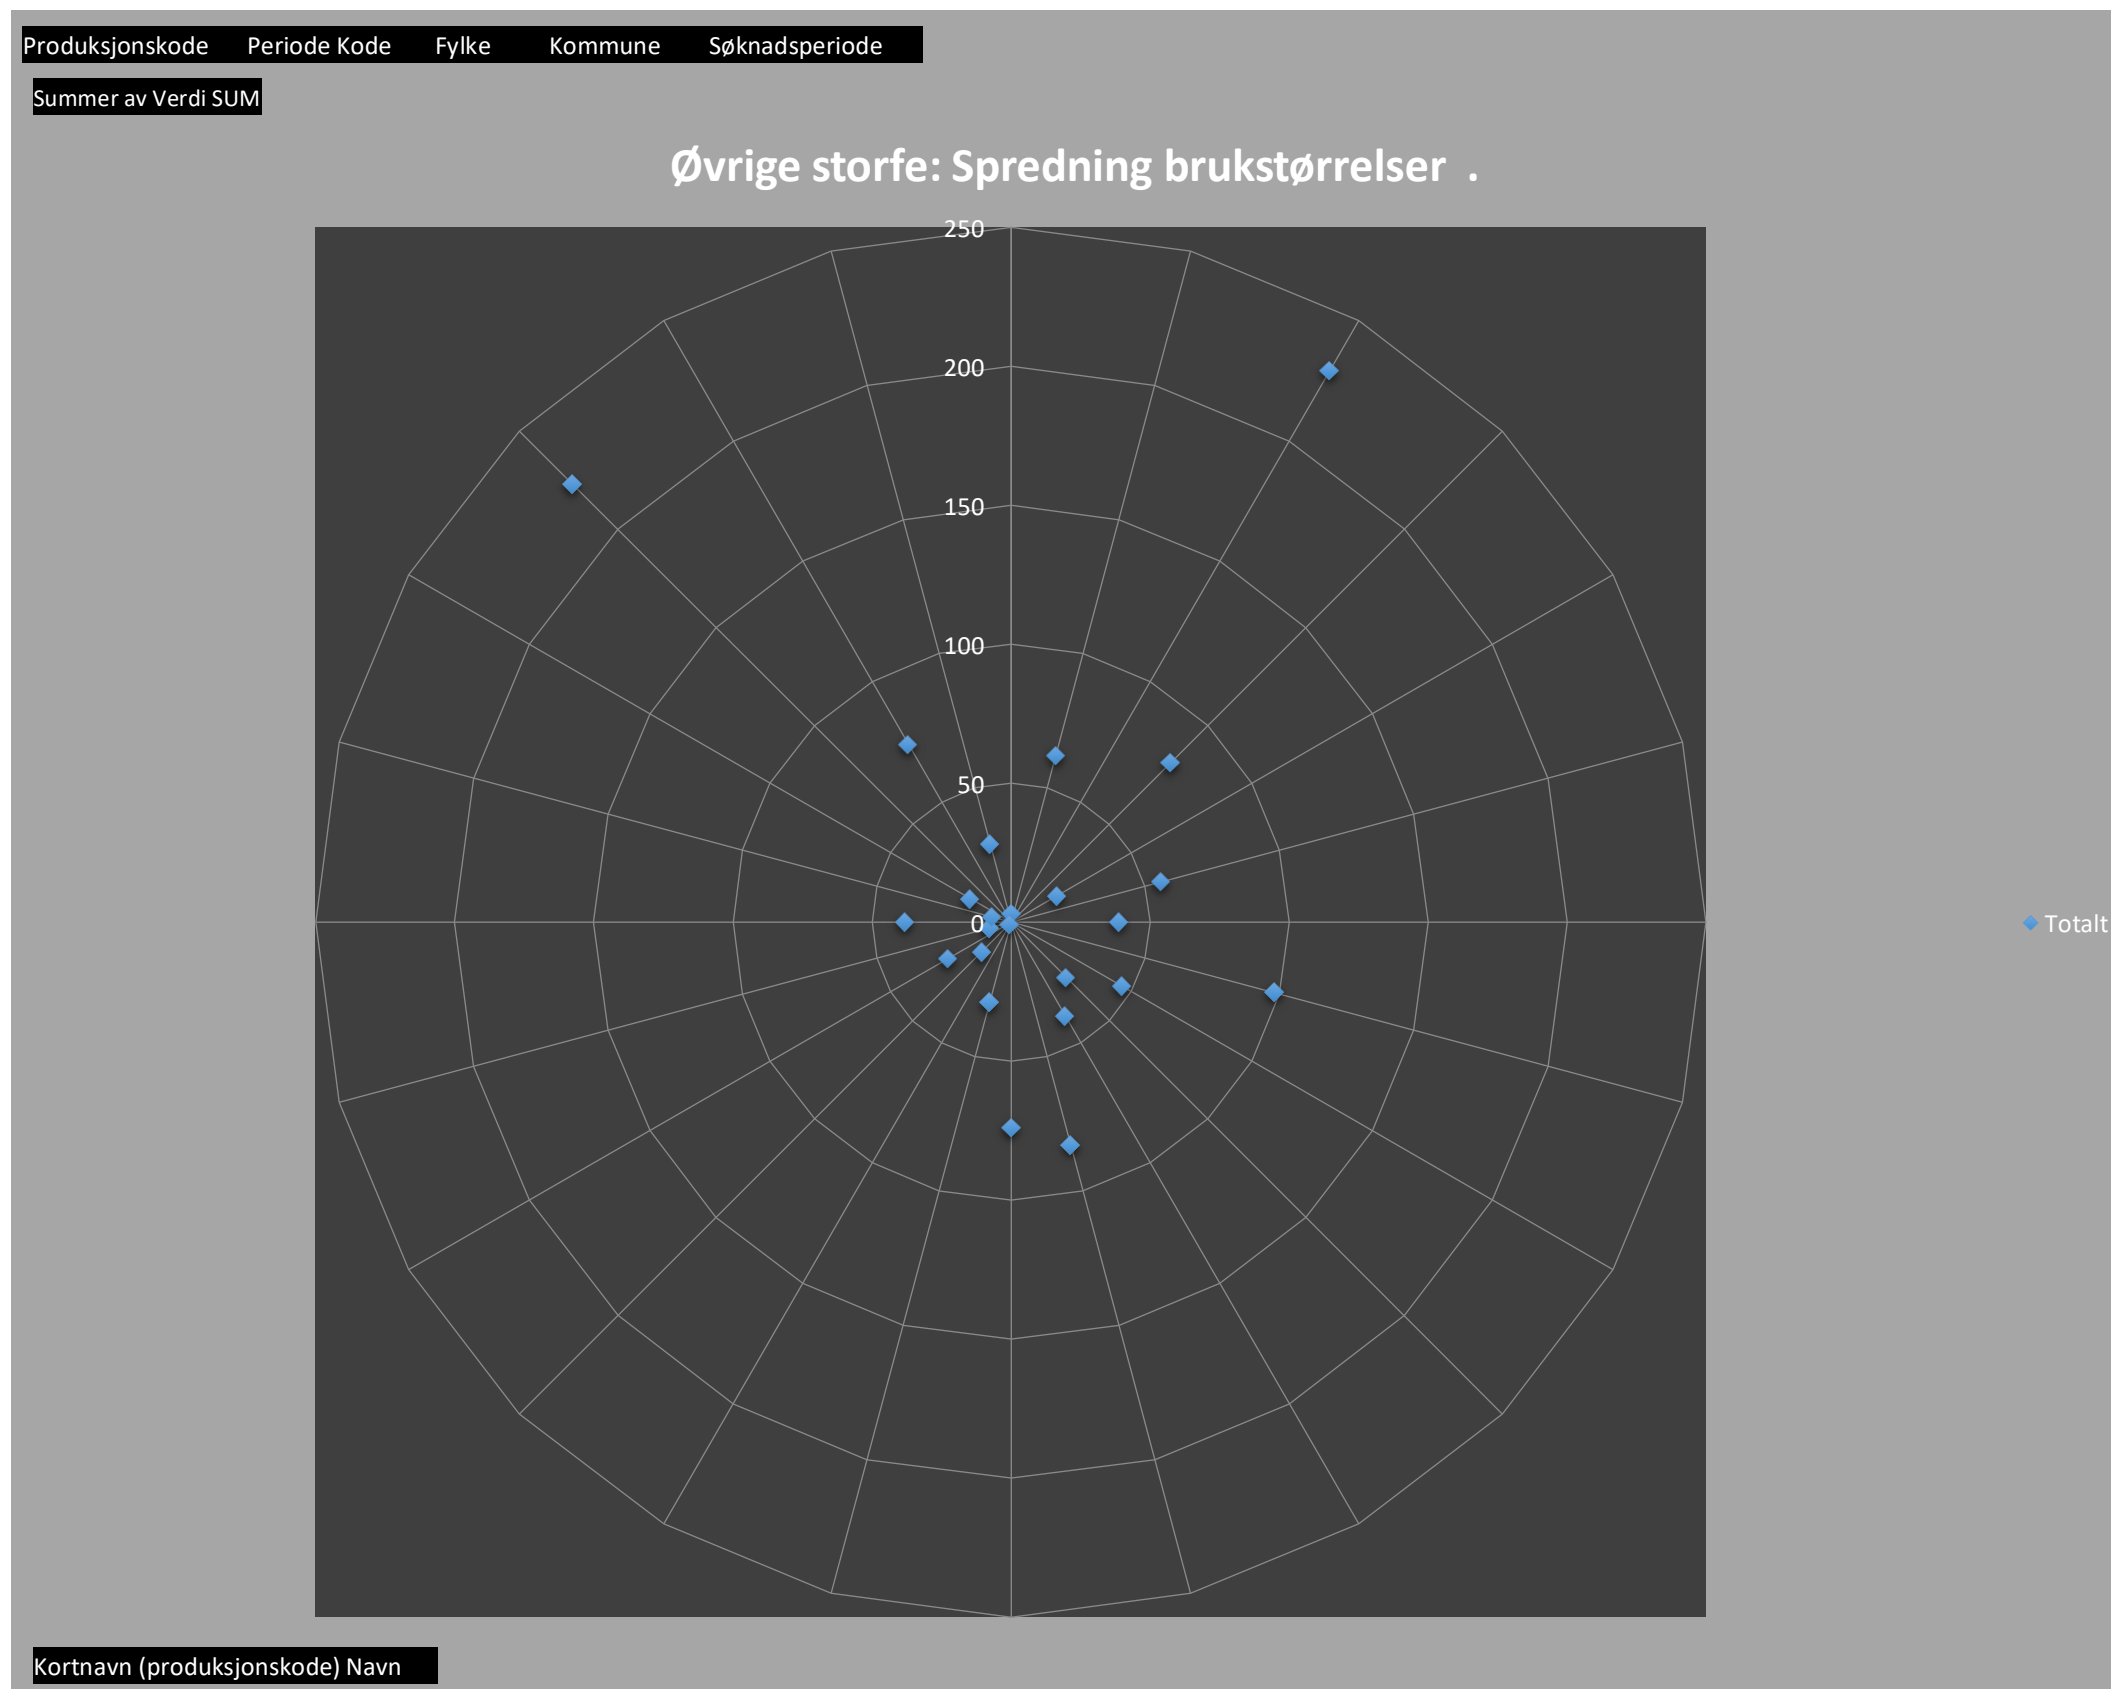 Produksjonskode Periode Kode Fylke Kommune Søknadsperiode
Summer av Verdi SUM
Øvrige storfe: Spredning brukstørrelser .
250
200
150
100
50
0
Totalt
Kortnavn (produksjonskode) Navn